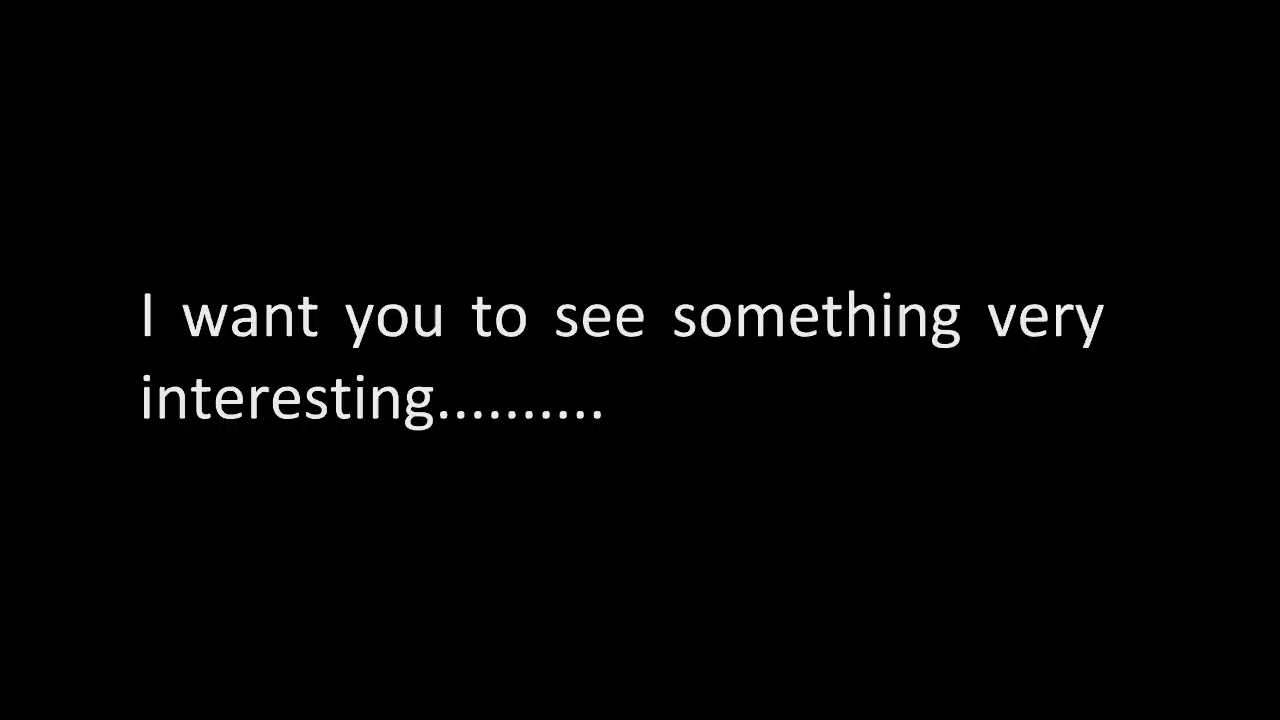 I want you to see something very
interesting..........